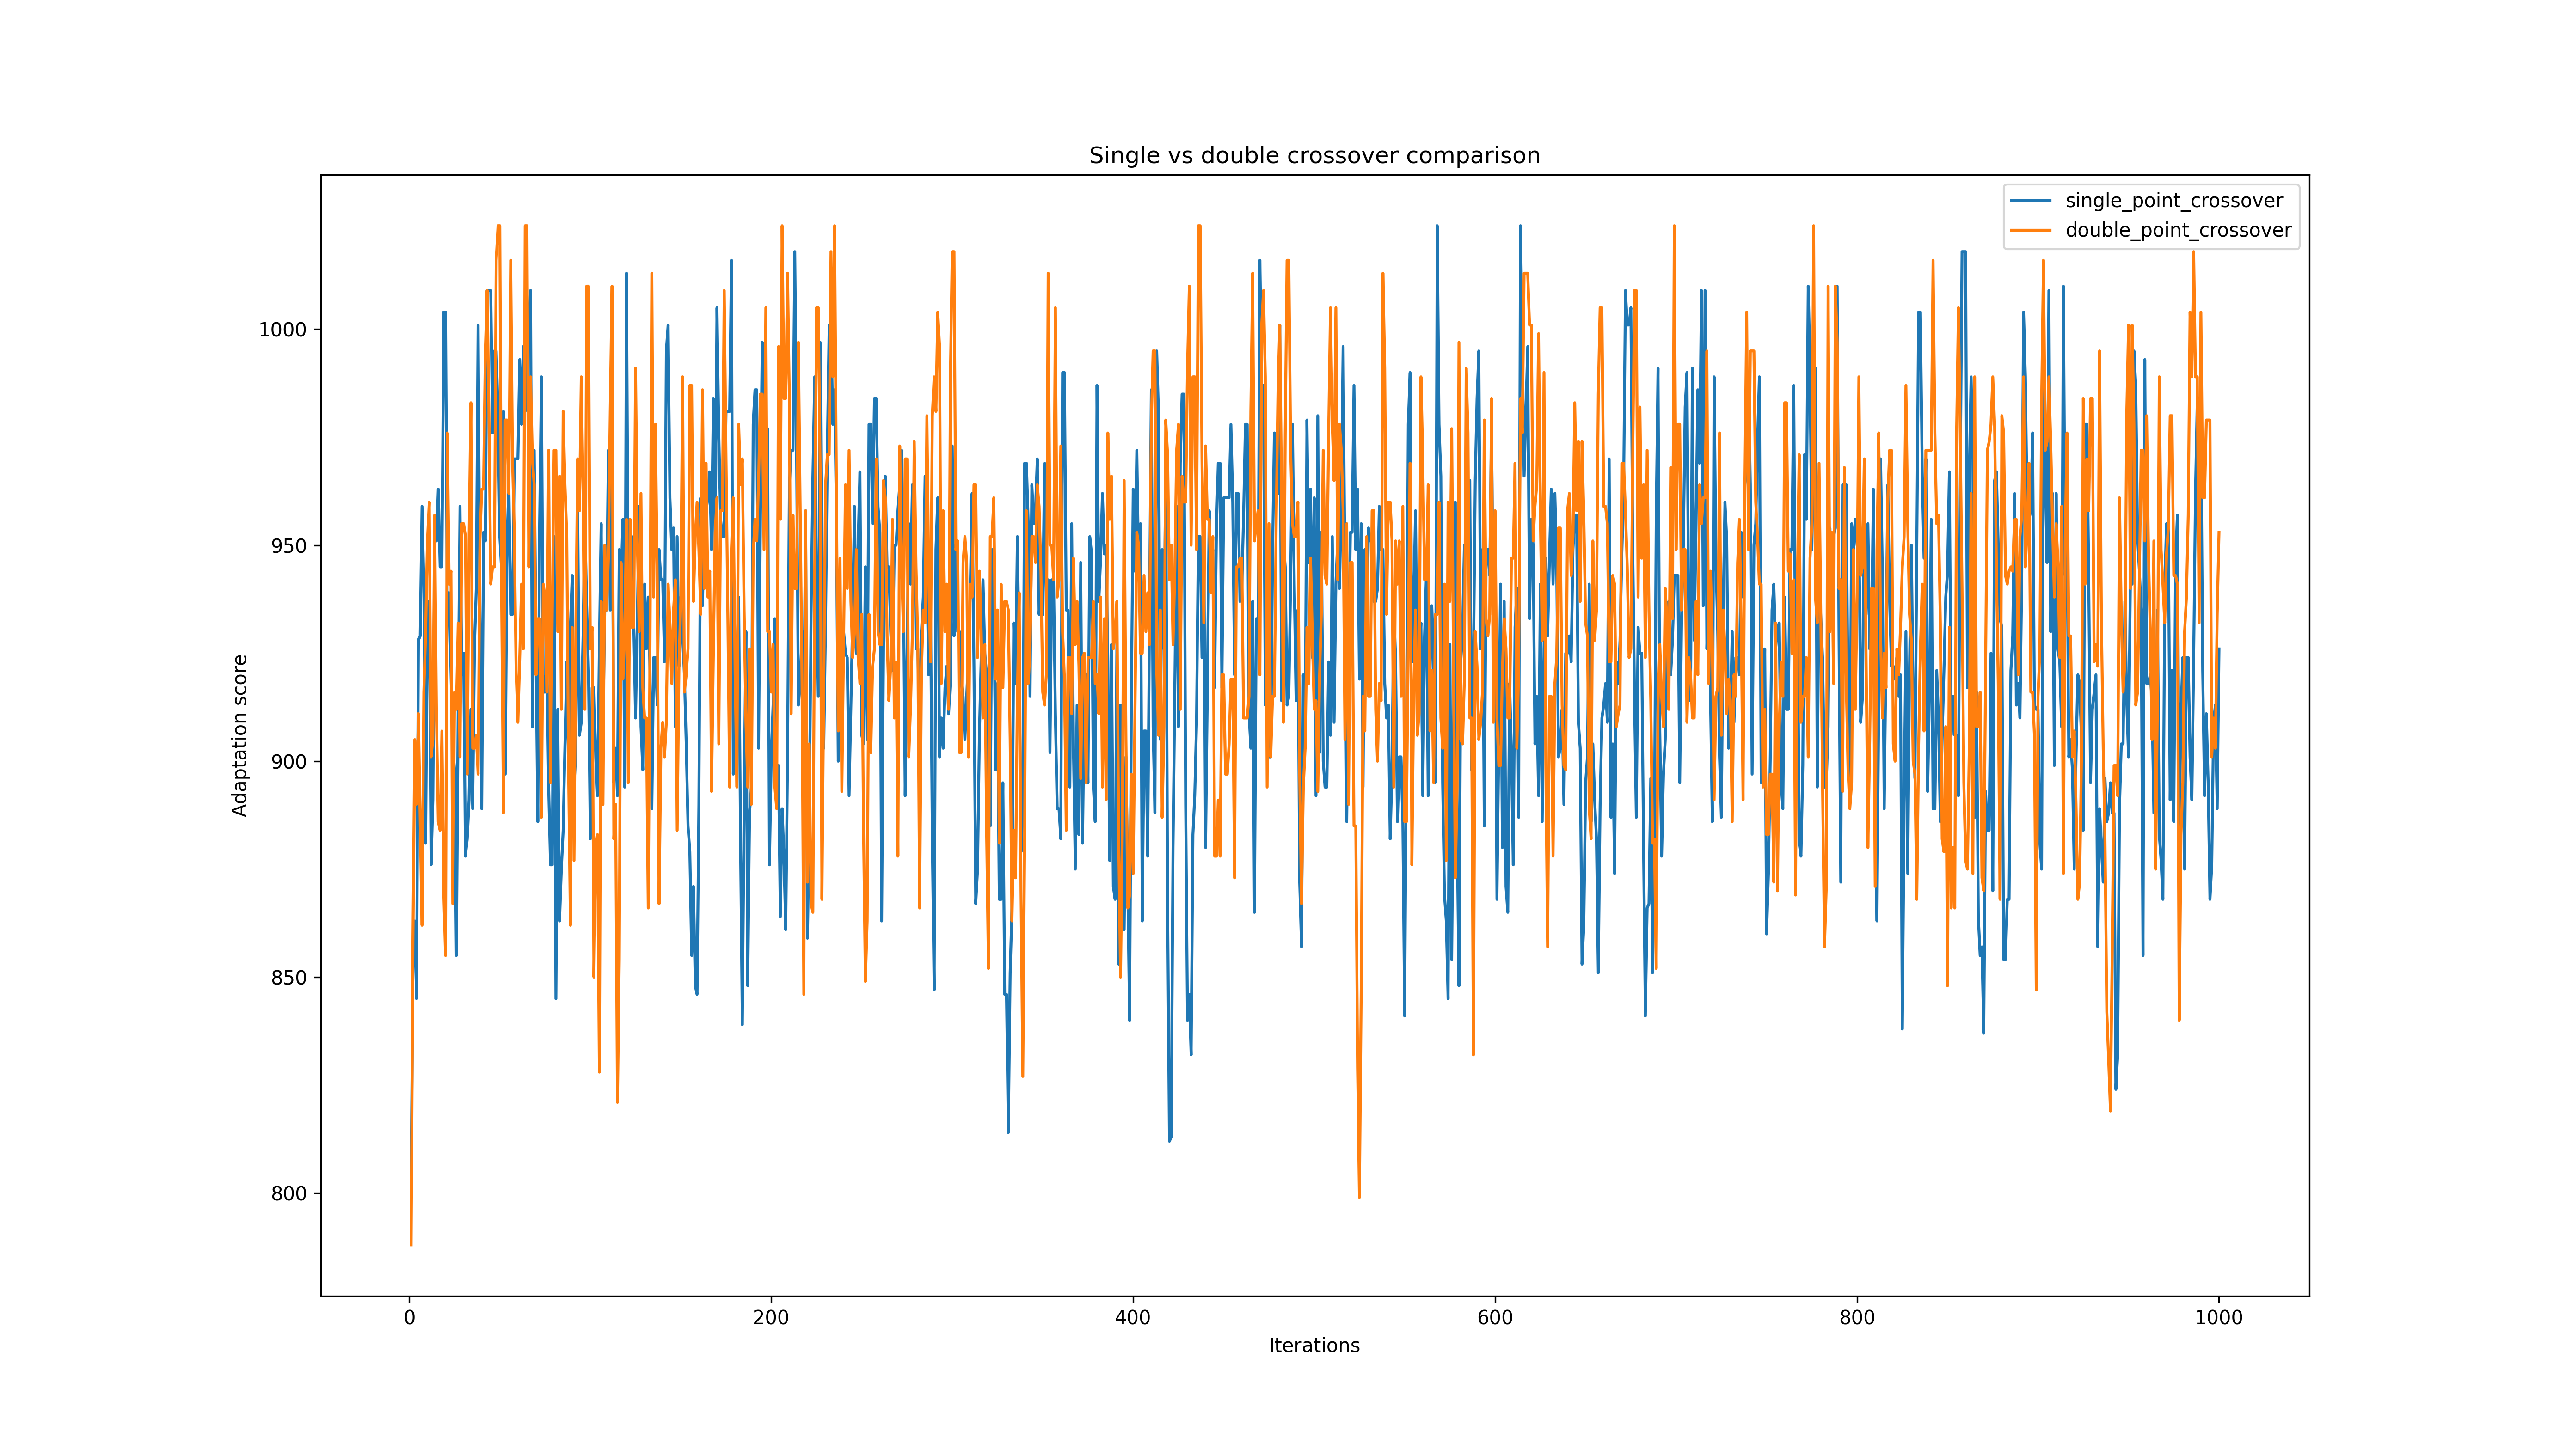 Single vs double crossover comparison
single_point_crossover
double_point_crossover
Adaptation score
1000
950
900
850
800
0
200
400
600
800
1000
Iterations